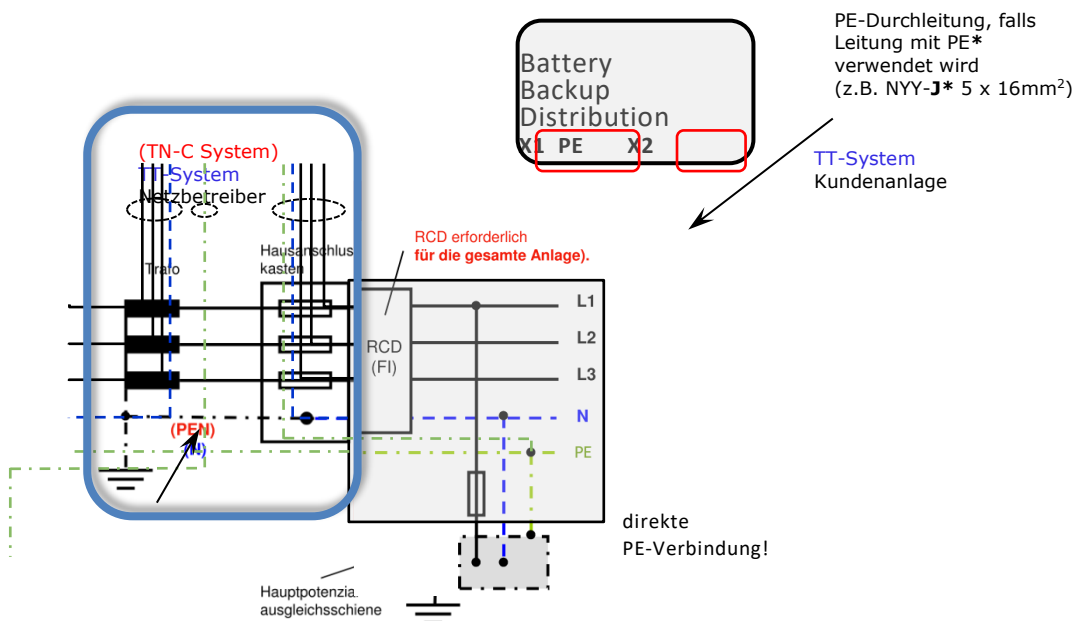 PE-Durchleitung, falls
Leitung mit PE*
verwendet wird
(z.B. NYY-J* 5 x 16mm²)
Battery
Backup
Distribution
X1 PE X2
(TN-C System)
TT-System
Netzbetreiber
TT-System
Kundenanlage
RCD erforderlich
für die gesamte Anlage).
Hausanschlus
kasten
Trafo
L1
L2
L3
N
PE
RCD
(FI)
(PEN)
(N)
direkte
PE-Verbindung!
Hauptpotenzia
ausgleichsschiene